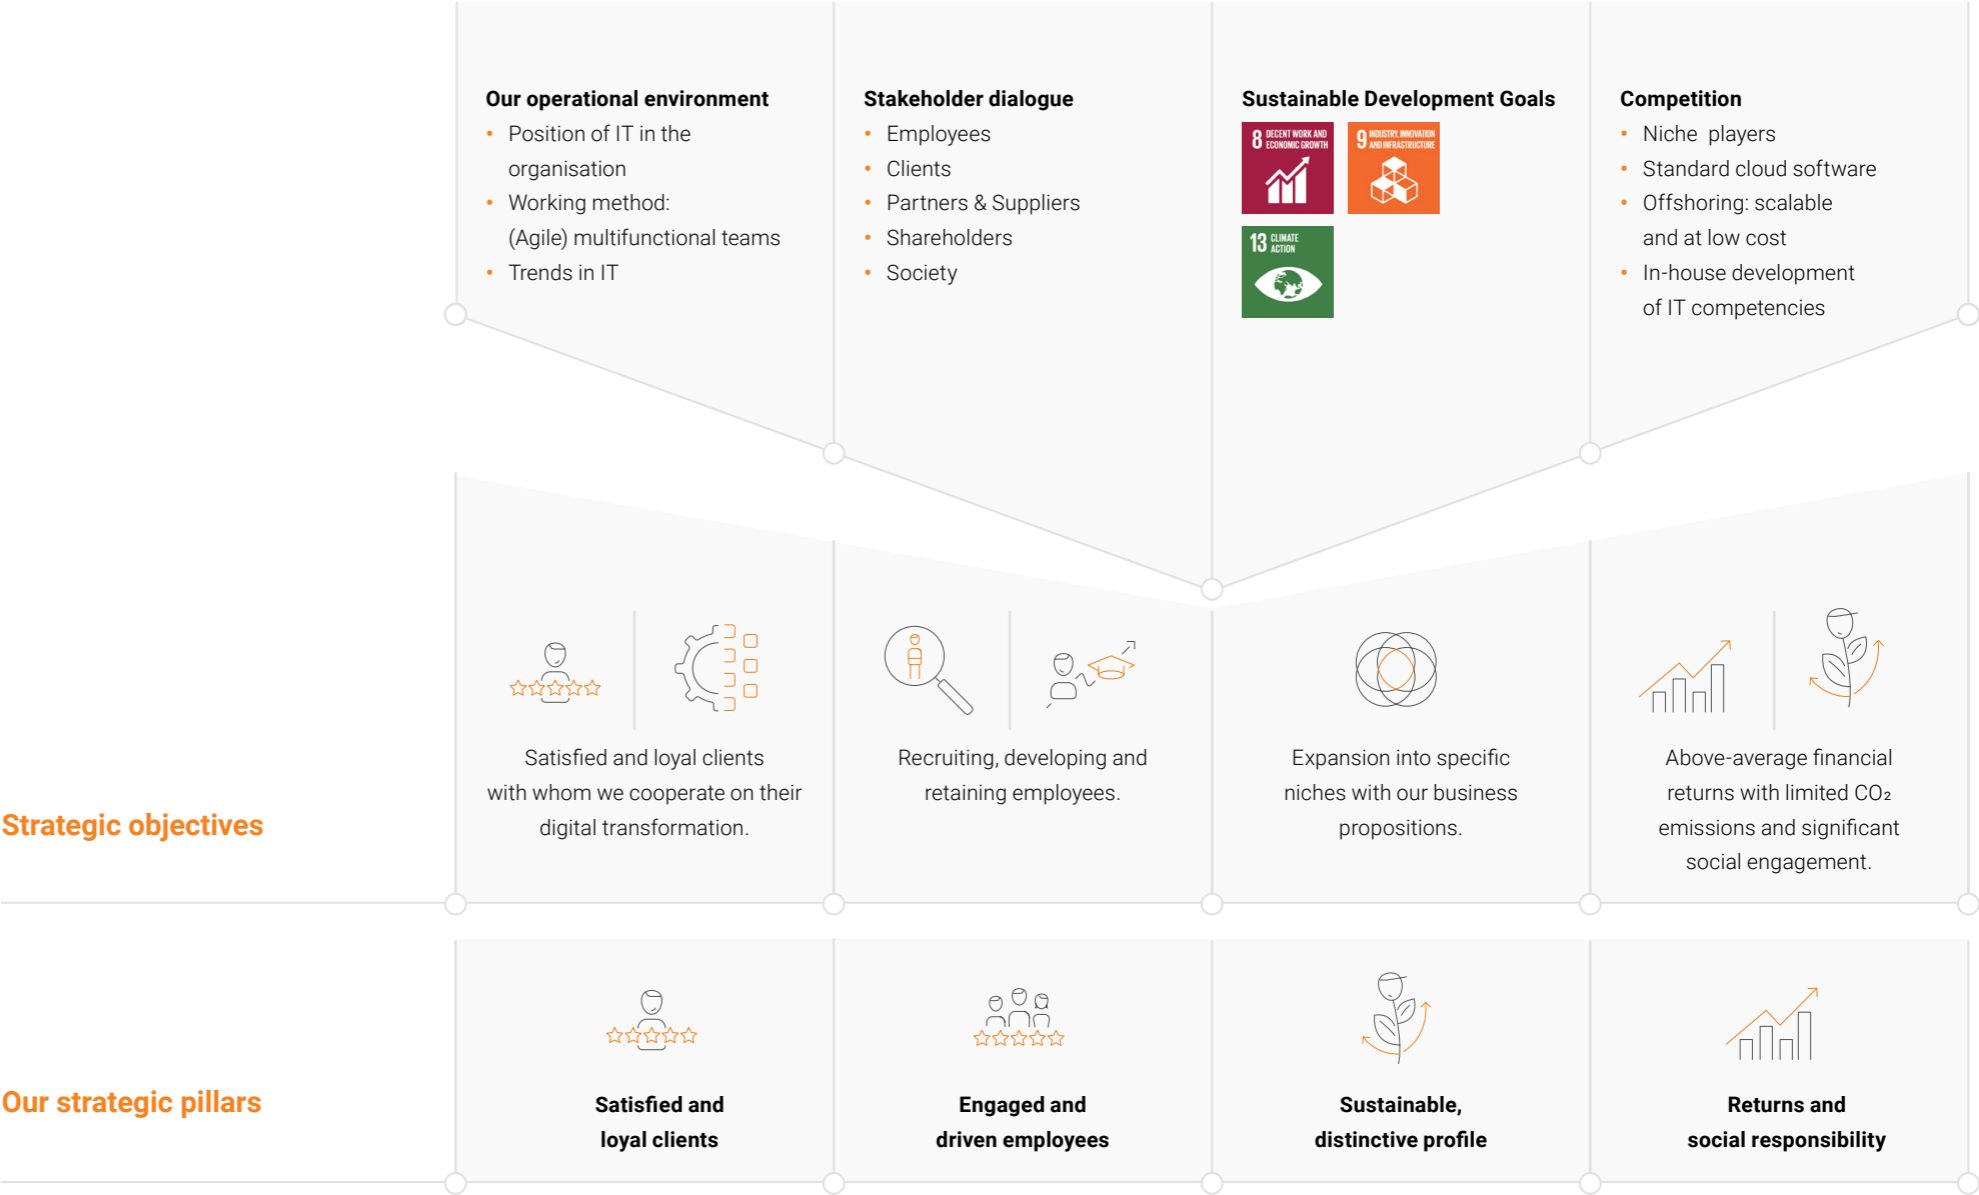 Our operational environment
• Position of IT in the
organisation
• Working method:
(Agile) multifunctional teams
• Trends in IT
Stakeholder dialogue
• Employees
• Clients
• Partners & Suppliers
• Shareholders
• Society
Sustainable Development Goals
8 DECENT WORK AND
ECONOMIC GROWTH
9 INDUSTRY, INNOVATION
AND INFRASTRUCTURE
13 CLIMATE
ACTION
Competition
• Niche players
• Standard cloud software
• Offshoring: scalable
and at low cost
• In-house development
of IT competencies
Strategic objectives
Satisfied and loyal clients
with whom we cooperate on their
digital transformation.
Recruiting, developing and
retaining employees.
Expansion into specific
niches with our business
propositions.
Above-average financial
returns with limited CO₂
emissions and significant
social engagement.
Our strategic pillars
Satisfied and
loyal clients
Engaged and
driven employees
Sustainable,
distinctive profile
Returns and
social responsibility